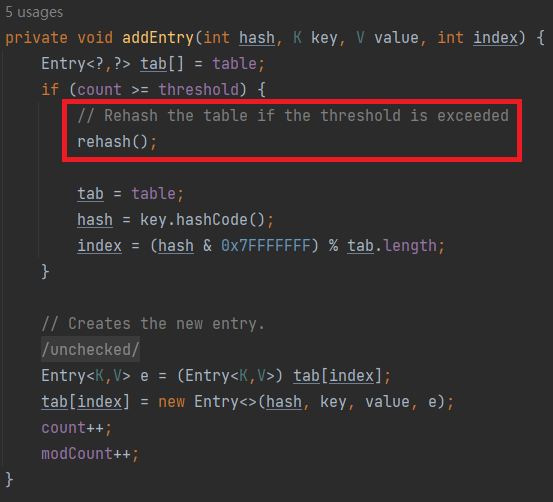 5 usages
private void addEntry(int hash, K key, V value, int index) {
Entry<?,?> tab[] = table;
if (count >= threshold) {
// Rehash the table if the threshold is exceeded
rehash();
tab = table;
hash = key.hashCode();
index = (hash & 0x7FFFFFFF) % tab.length;
}
// Creates the new entry.
/unchecked/
Entry<K,V> e = (Entry<K,V>) tab[index];
tab[index] = new Entry<>(hash, key, value, e);
count++;
modCount++;
}